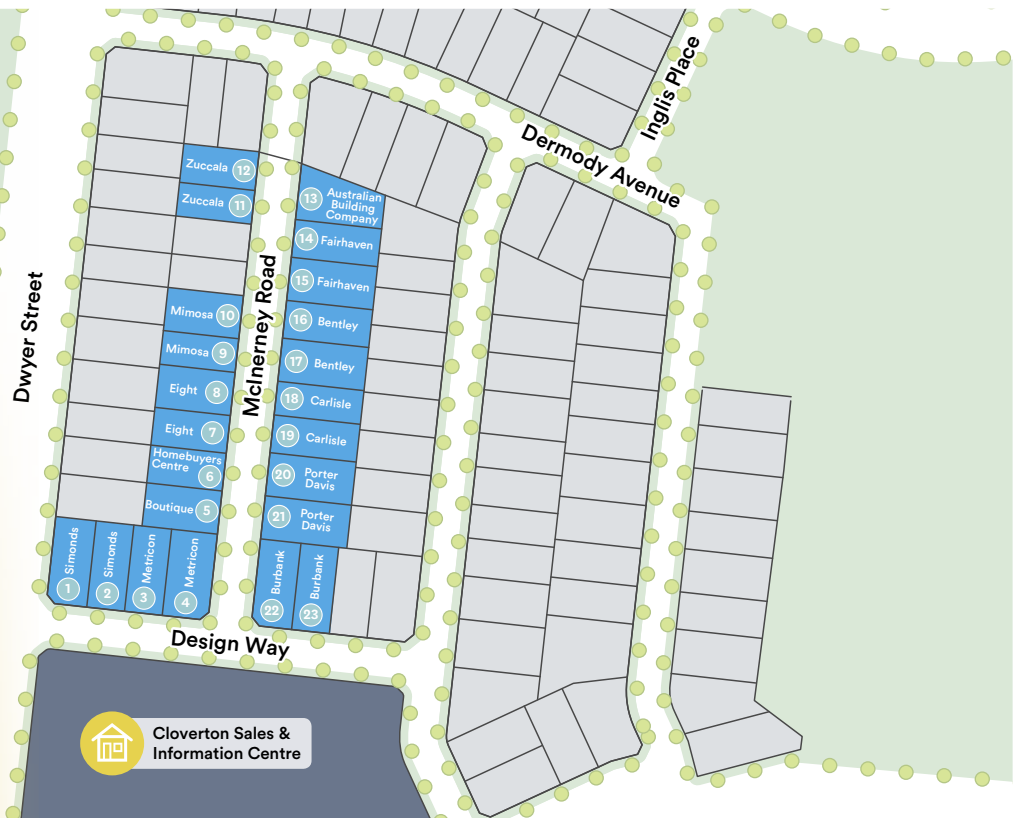 Inglis Place
Dermody Avenue
Zuccala 12
Zuccala 11
13 Australian
Building
Company
14 Fairhaven
15 Fairhaven
Dwyer Street
McInerney Road
Mimosa 10
16 Bentley
Mimosa 9
17 Bentley
Eight 8
18 Carlisle
Eight 7
19 Carlisle
Homebuyers
Centre 6
20 Porter
Davis
Boutique 5
21 Porter
Davis
Simonds 1
Simonds 2
Metricon 3
Metricon 4
Burbank 22
Burbank 23
Design Way
Cloverton Sales &
Information Centre